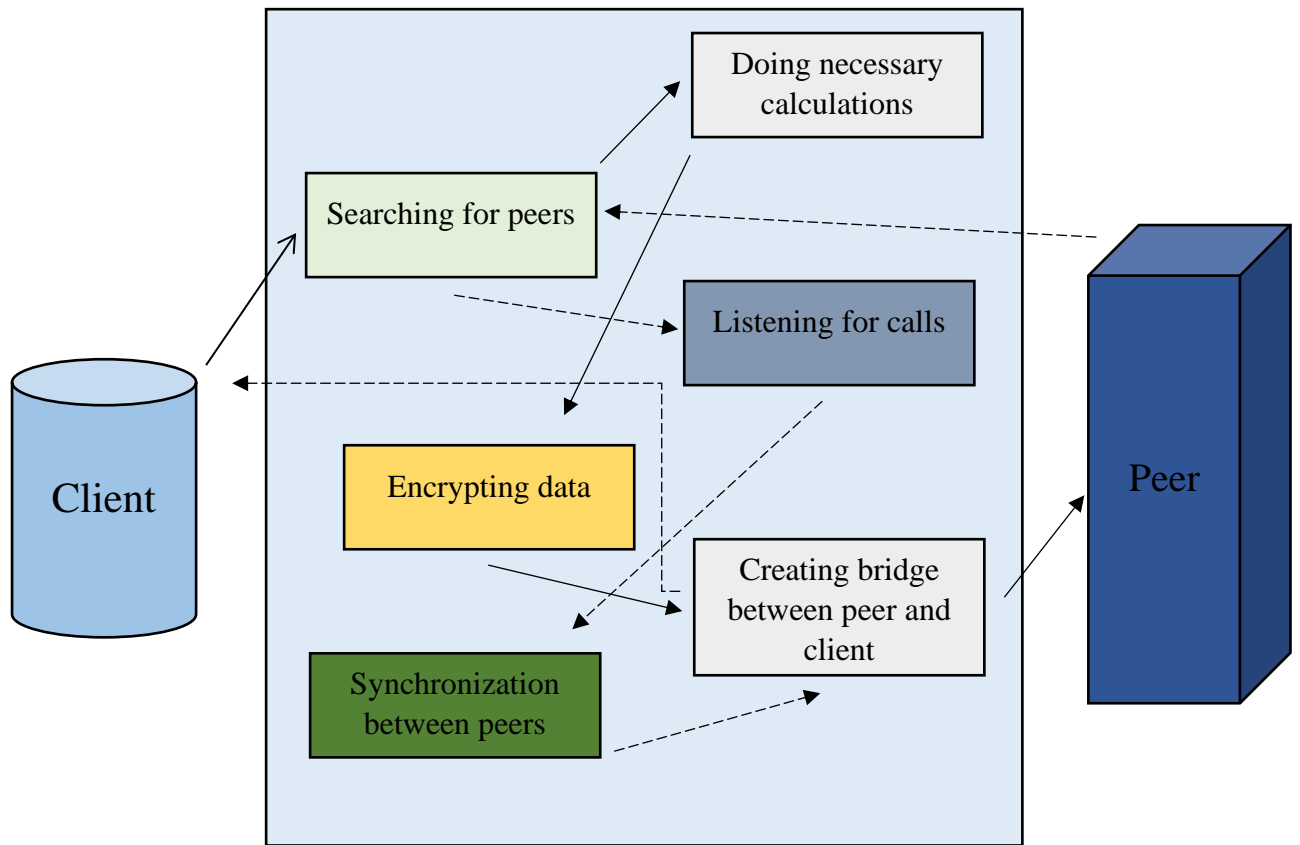 Doing necessary
calculations
Searching for peers
Listening for calls
Client
Encrypting data
Peer
Creating bridge
between peer and
client
Synchronization
between peers